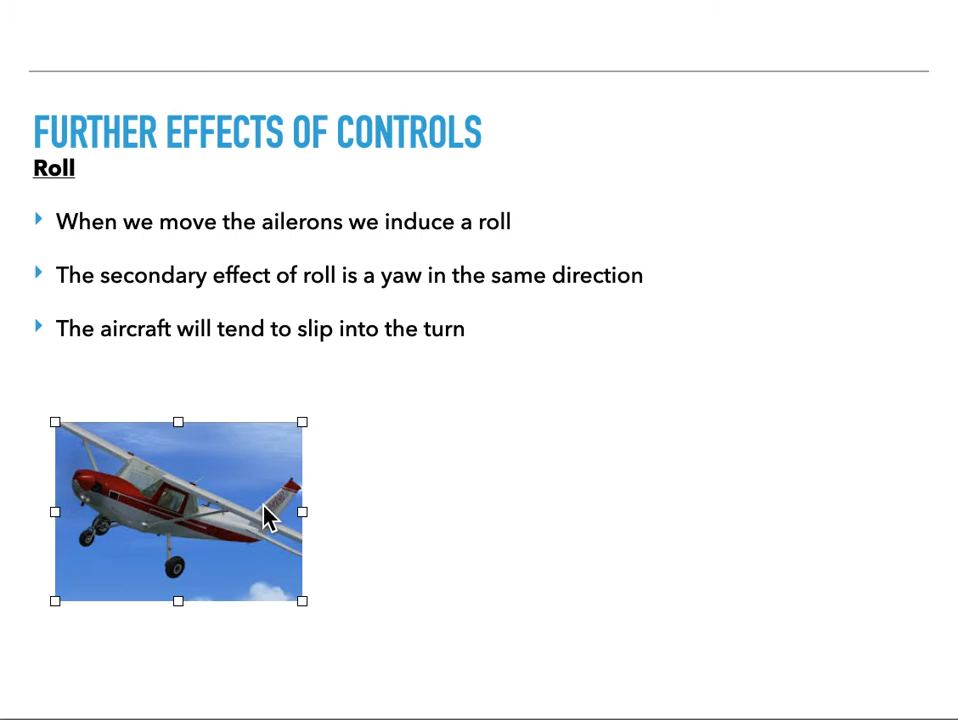 FURTHER EFFECTS OF CONTROLS
Roll
When we move the ailerons we induce a roll
The secondary effect of roll is a yaw in the same direction
The aircraft will tend to slip into the turn